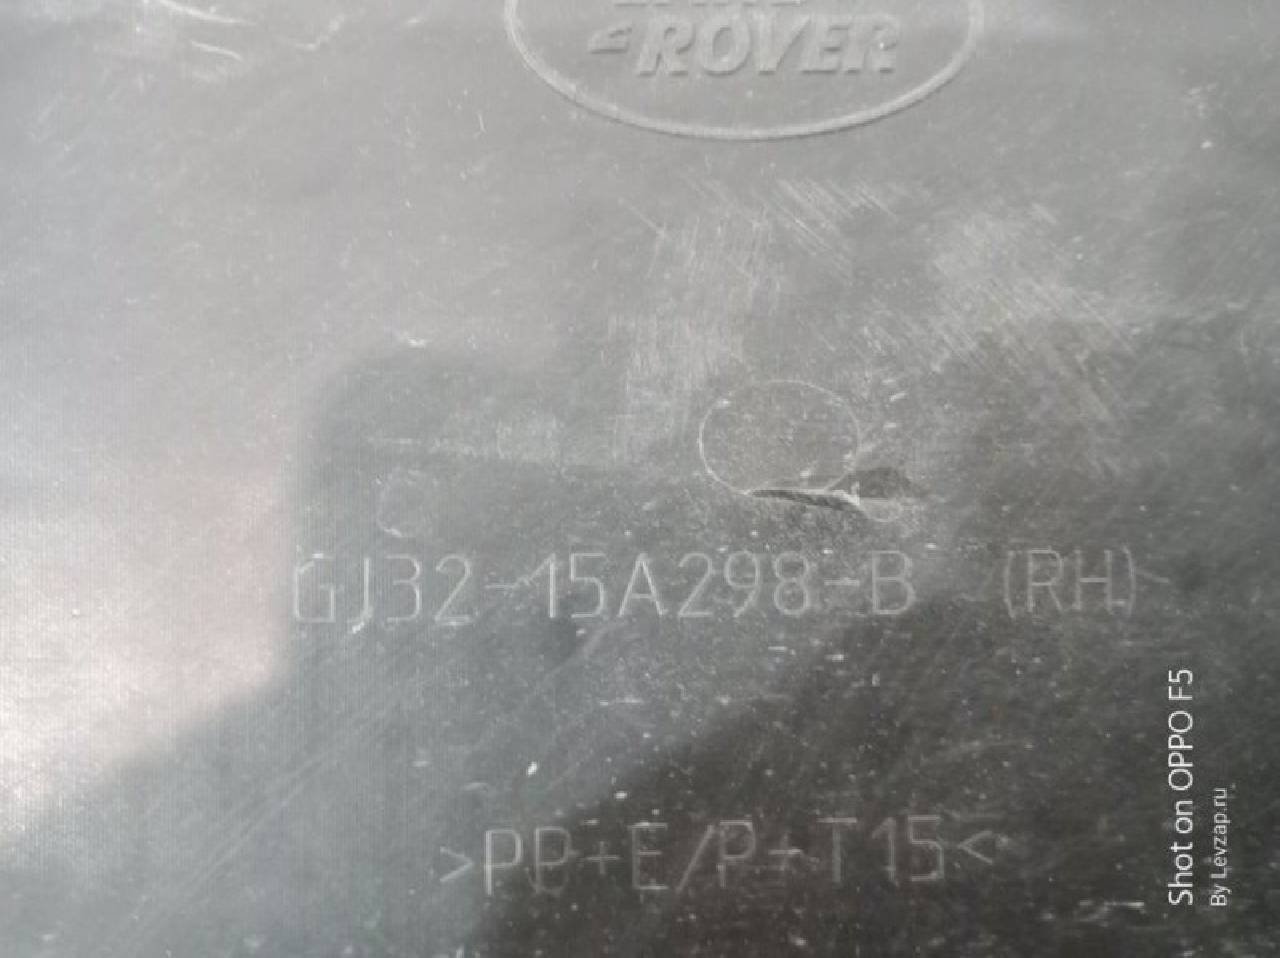 ROVER
GJ32-15A298-B (RH)
>PP+E/P-T15<
Shot on OPPO F5
By Levzap.ru